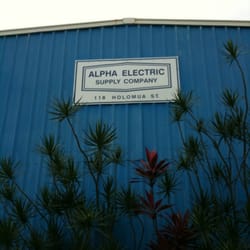 ALPHA ELECTRIC
SUPPLY COMPANY
118 HOLOMUA ST